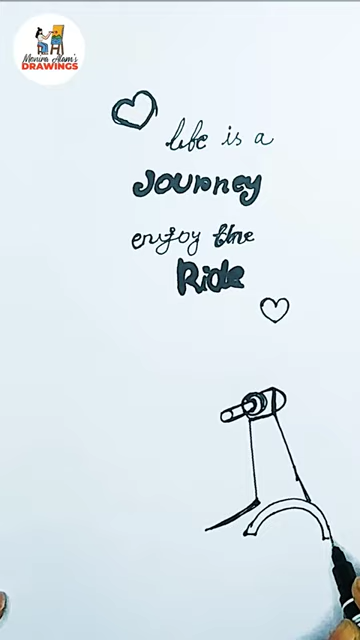 Monira Alam's
DRAWINGS
life is a
Journey
enjoy the
Ride